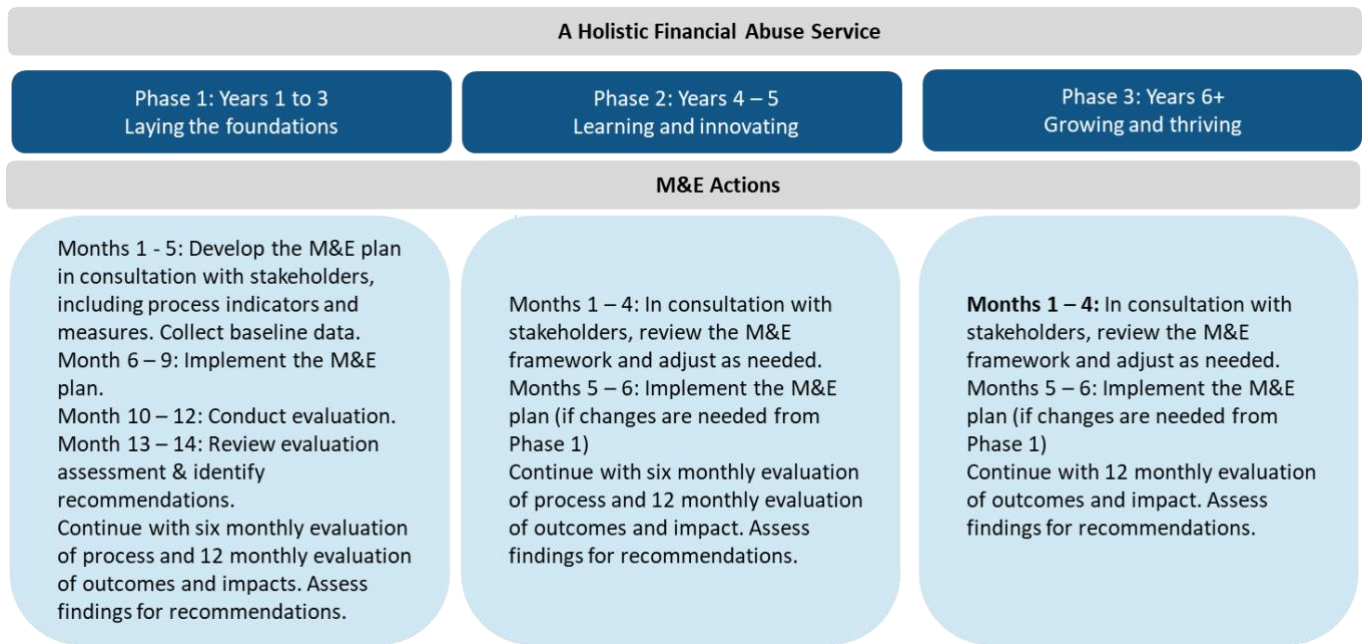 A Holistic Financial Abuse Service
Phase 1: Years 1 to 3
Laying the foundations
Phase 2: Years 4 – 5
Learning and innovating
Phase 3: Years 6+
Growing and thriving
M&E Actions
Months 1 - 5: Develop the M&E plan
in consultation with stakeholders,
including process indicators and
measures. Collect baseline data.
Month 6 – 9: Implement the M&E
plan.
Month 10 – 12: Conduct evaluation.
Month 13 – 14: Review evaluation
assessment & identify
recommendations.
Continue with six monthly evaluation
of process and 12 monthly evaluation
of outcomes and impacts. Assess
findings for recommendations.
Months 1 – 4: In consultation with
stakeholders, review the M&E
framework and adjust as needed.
Months 5 – 6: Implement the M&E
plan (if changes are needed from
Phase 1)
Continue with six monthly evaluation
of process and 12 monthly evaluation
of outcomes and impact. Assess
findings for recommendations.
Months 1 – 4: In consultation with
stakeholders, review the M&E
framework and adjust as needed.
Months 5 – 6: Implement the M&E
plan (if changes are needed from
Phase 1)
Continue with 12 monthly evaluation
of outcomes and impact. Assess
findings for recommendations.